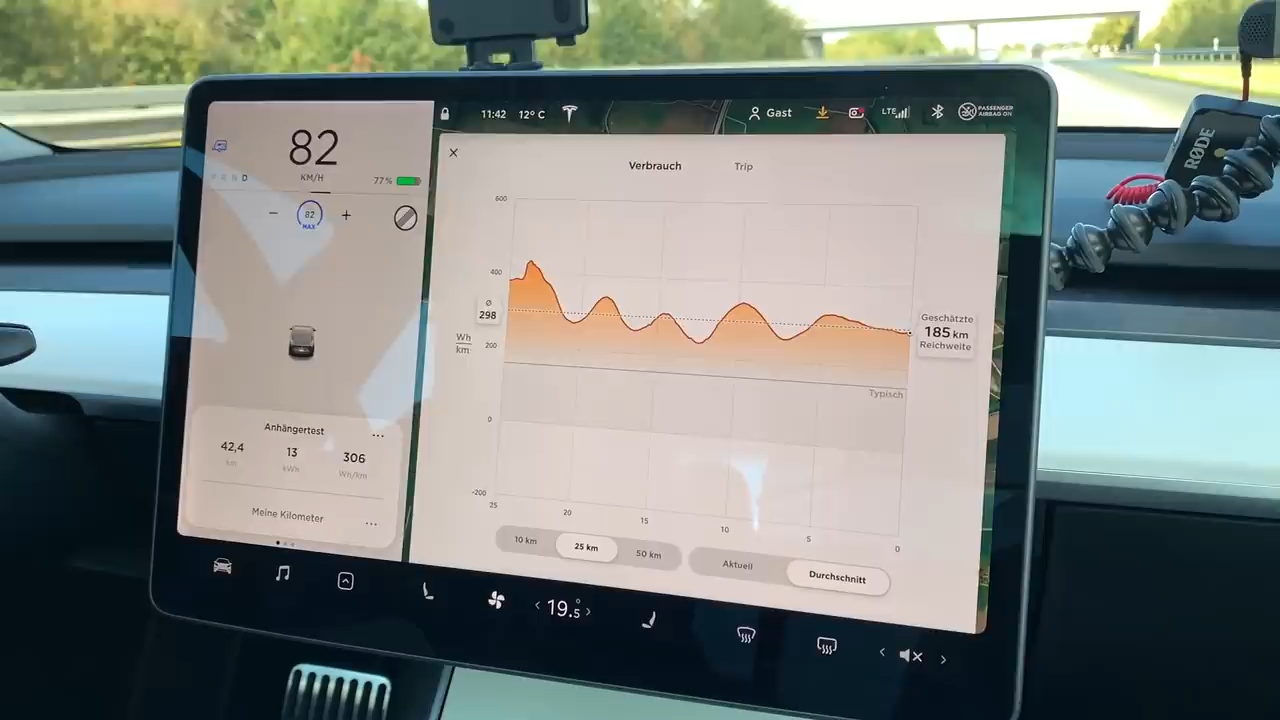 11:42 12° C
Gast
LTE
PASSENGER
AIRBAG ON
82
KM/H
P R N D
77 %
− 82 +
MAX
Anhängertest
...
42,4 13 306
km kWh Wh/km
Meine Kilometer
...
Verbrauch Trip
600
400
Ø
298
Wh
km
200
0
-200
Geschätzte
185 km
Reichweite
Typisch
25 20 15 10 5 0
10 km 25 km 50 km
Aktuell Durchschnitt
< 19.5° >
< >
RØDE